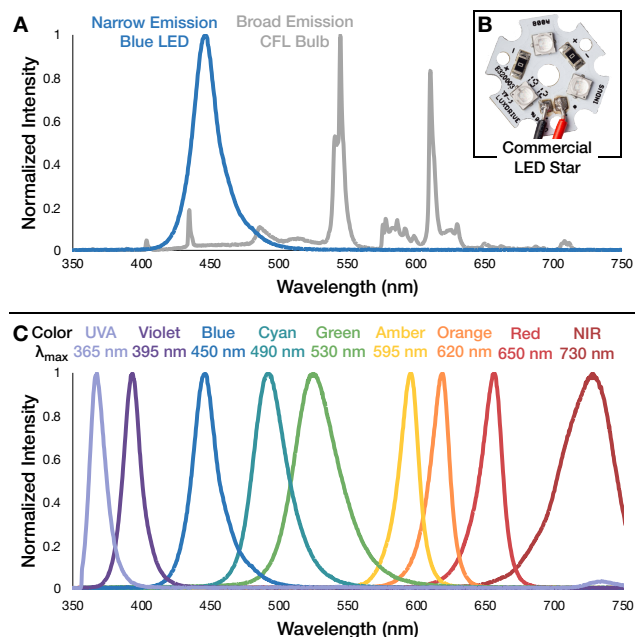 A
Narrow Emission
Blue LED
Broad Emission
CFL Bulb
Normalized Intensity
1
0.8
0.6
0.4
0.2
0
350
450
500
550
600
650
700
750
400
Wavelength (nm)
B
Commercial
LED Star
C
Color
UVA
Violet
Blue
Cyan
Green
Amber
Orange
Red
NIR
λmax
365 nm
395 nm
450 nm
490 nm
530 nm
595 nm
620 nm
650 nm
730 nm
Normalized Intensity
1
0.8
0.6
0.4
0.2
0
350
400
450
500
550
600
650
700
750
Wavelength (nm)